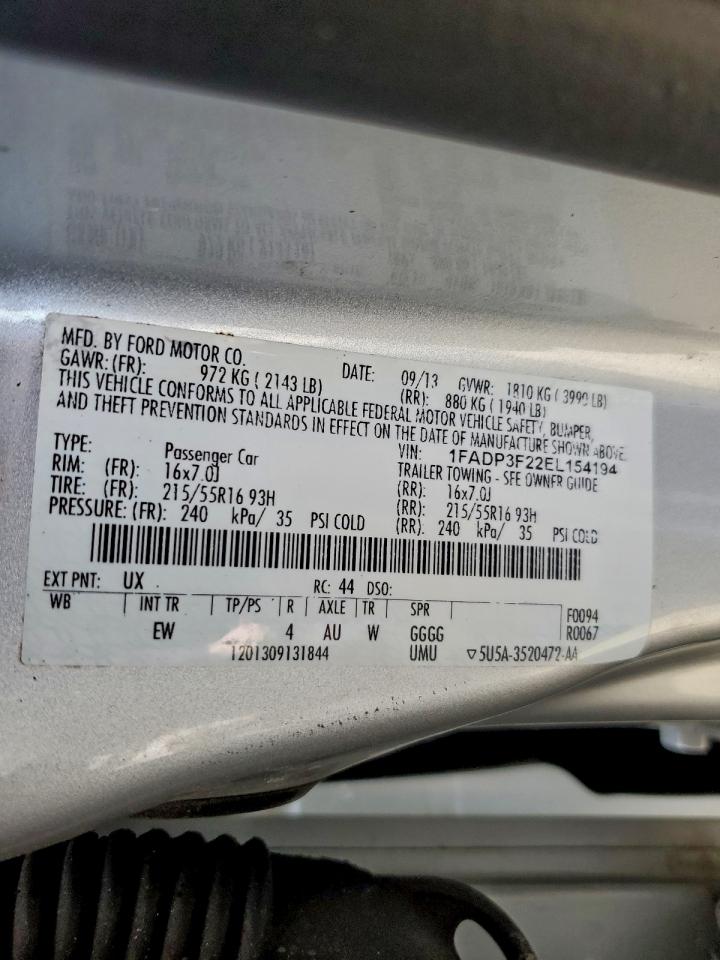 MFD. BY FORD MOTOR CO. DATE: 09/13 GVWR: 1810 KG ( 3990 LB)
GAWR: (FR): 972 KG ( 2143 LB) (RR): 880 KG ( 1940 LB)
THIS VEHICLE CONFORMS TO ALL APPLICABLE FEDERAL MOTOR VEHICLE SAFETY, BUMPER,
AND THEFT PREVENTION STANDARDS IN EFFECT ON THE DATE OF MANUFACTURE SHOWN ABOVE.
VIN: 1FADP3F22EL154194
TYPE: Passenger Car TRAILER TOWING - SEE OWNER GUIDE
RIM: (FR): 16x7.0J (RR): 16x7.0J
TIRE: (FR): 215/55R16 93H (RR): 215/55R16 93H
PRESSURE: (FR): 240 kPa/ 35 PSI COLD (RR): 240 kPa/ 35 PSI COLD
EXT PNT: UX RC: 44 DSO:
WB INT TR TP/PS R AXLE TR SPR F0094
EW 4 AU W GGGG R0067
1201309131844 UMU ▽5U5A-3520472-AA